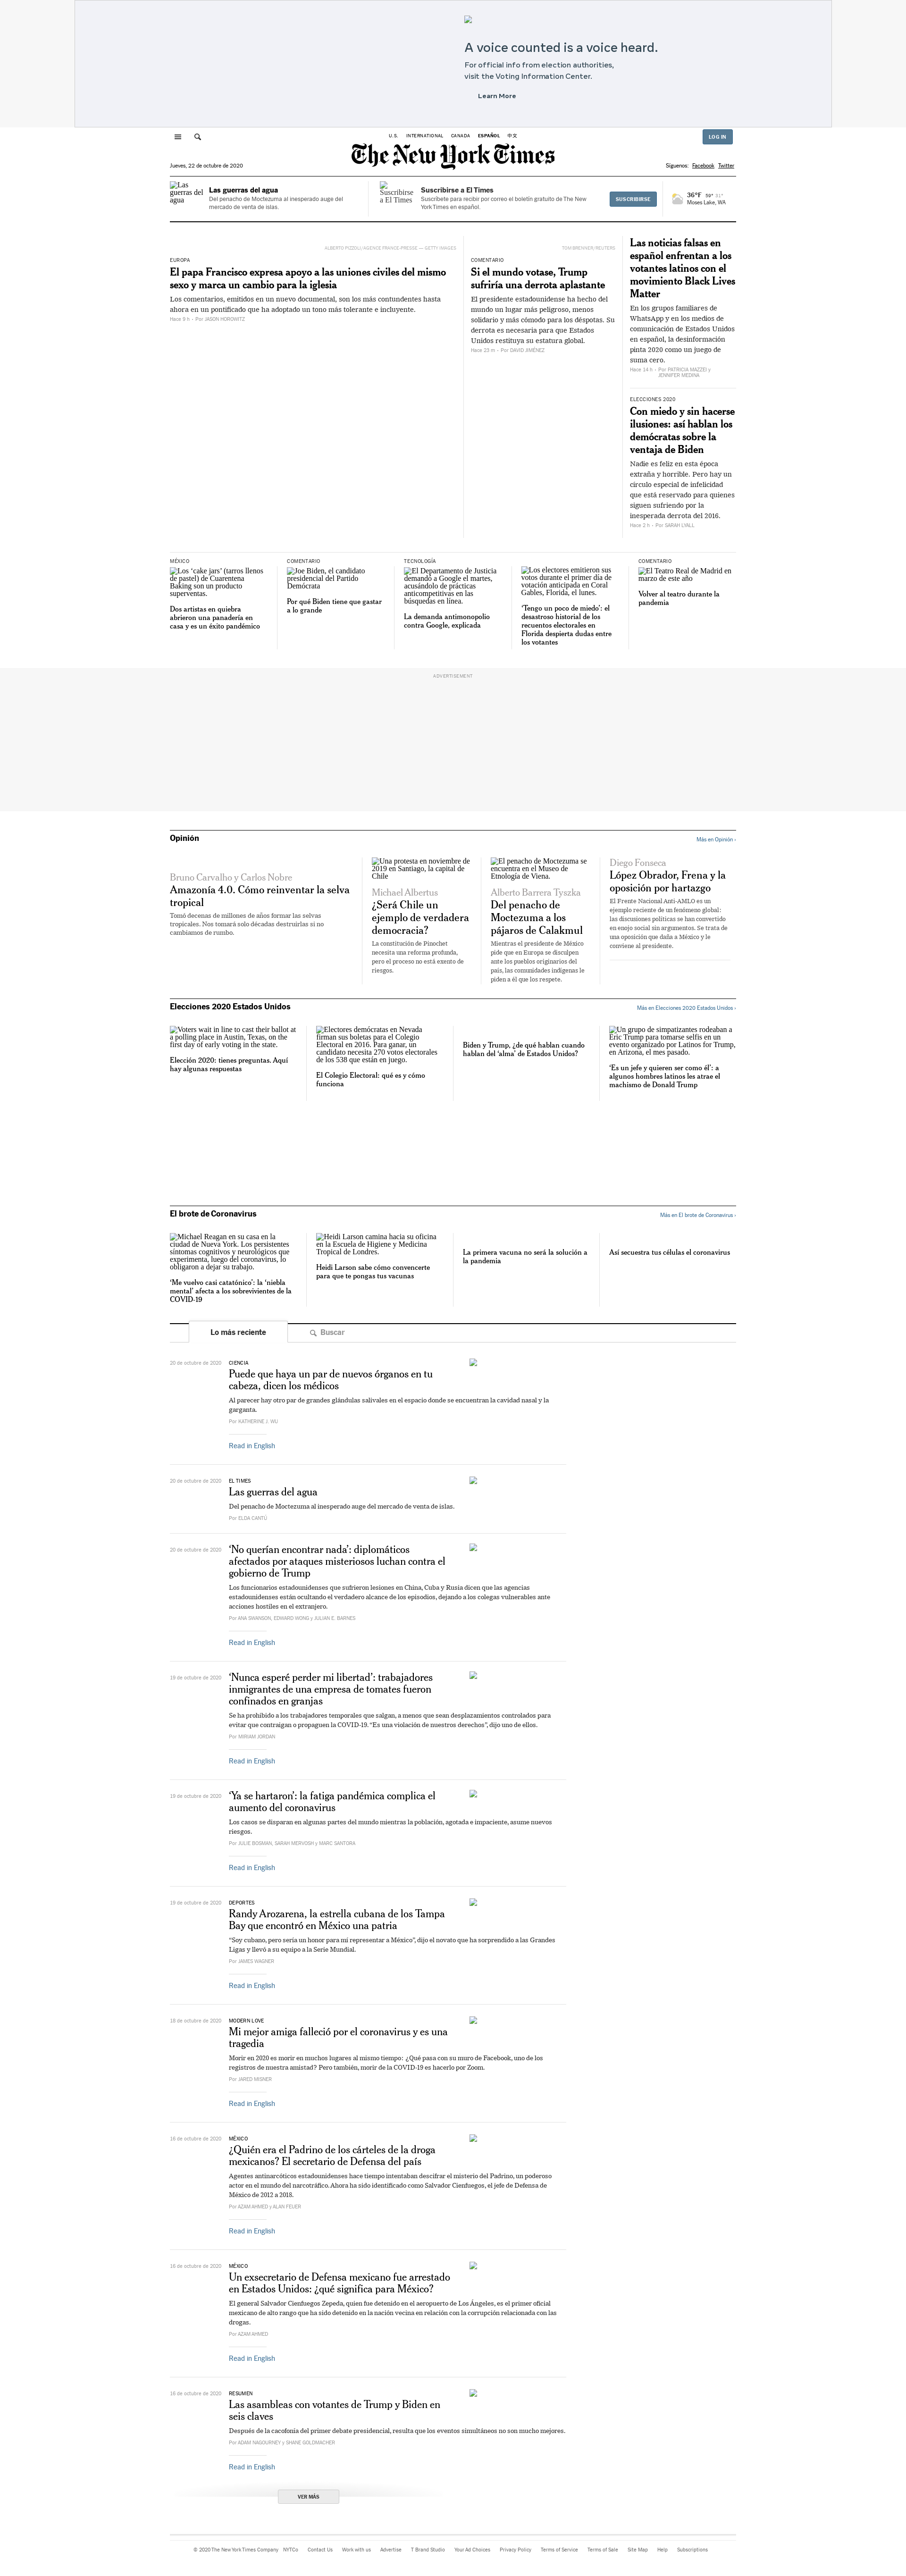 A voice counted is a voice heard.
For official info from election authorities,
visit the Voting Information Center.
Learn More
U.S.
INTERNATIONAL
CANADA
ESPAÑOL
中文
LOG IN
The New York Times
Jueves, 22 de octubre de 2020
Síguenos:
Facebook
Twitter
Las guerras del agua
Las guerras del agua
Del penacho de Moctezuma al inesperado auge del
mercado de venta de islas.
Suscribirse a El Times
Suscribirse a El Times
Suscríbete para recibir por correo el boletín gratuito de The New
York Times en español.
SUSCRIBIRSE
36°F
Moses Lake, WA
ALBERTO PIZZOLI/AGENCE FRANCE-PRESSE — GETTY IMAGES
EUROPA
El papa Francisco expresa apoyo a las uniones civiles del mismo
sexo y marca un cambio para la iglesia
Los comentarios, emitidos en un nuevo documental, son los más contundentes hasta
ahora en un pontificado que ha adoptado un tono más tolerante e incluyente.
Hace 9 h • Por JASON HOROWITZ
TOM BRENNER/REUTERS
COMENTARIO
Si el mundo votase, Trump
sufriría una derrota aplastante
El presidente estadounidense ha hecho del
mundo un lugar más peligroso, menos
solidario y más cómodo para los déspotas. Su
derrota es necesaria para que Estados
Unidos restituya su estatura global.
Hace 23 m • Por DAVID JIMÉNEZ
Las noticias falsas en
español enfrentan a los
votantes latinos con el
movimiento Black Lives
Matter
En los grupos familiares de
WhatsApp y en los medios de
comunicación de Estados Unidos
en español, la desinformación
pinta 2020 como un juego de
suma cero.
Hace 14 h • Por PATRICIA MAZZEI y
JENNIFER MEDINA
ELECCIONES 2020
Con miedo y sin hacerse
ilusiones: así hablan los
demócratas sobre la
ventaja de Biden
Nadie es feliz en esta época
extraña y horrible. Pero hay un
círculo especial de infelicidad
que está reservado para quienes
siguen sufriendo por la
inesperada derrota del 2016.
Hace 2 h • Por SARAH LYALL
MÉXICO
Los ‘cake jars’ (tarros llenos
de pastel) de Cuarentena
Baking son un producto
superventas.
Dos artistas en quiebra
abrieron una panadería en
casa y es un éxito pandémico
COMENTARIO
Joe Biden, el candidato
presidencial del Partido
Demócrata
Por qué Biden tiene que gastar
a lo grande
TECNOLOGÍA
El Departamento de Justicia
demandó a Google el martes,
acusándolo de prácticas
anticompetitivas en las
búsquedas en línea.
La demanda antimonopolio
contra Google, explicada
Los electores emitieron sus
votos durante el primer día de
votación anticipada en Coral
Gables, Florida, el lunes.
‘Tengo un poco de miedo’: el
desastroso historial de los
recuentos electorales en
Florida despierta dudas entre
los votantes
COMENTARIO
El Teatro Real de Madrid en
marzo de este año
Volver al teatro durante la
pandemia
ADVERTISEMENT
Opinión
Más en Opinión ›
Bruno Carvalho y Carlos Nobre
Amazonía 4.0. Cómo reinventar la selva
tropical
Tomó decenas de millones de años formar las selvas
tropicales. Nos tomará solo décadas destruirlas si no
cambiamos de rumbo.
Una protesta en noviembre de
2019 en Santiago, la capital de
Chile
Michael Albertus
¿Será Chile un
ejemplo de verdadera
democracia?
La constitución de Pinochet
necesita una reforma profunda,
pero el proceso no está exento de
riesgos.
El penacho de Moctezuma se
encuentra en el Museo de
Etnología de Viena.
Alberto Barrera Tyszka
Del penacho de
Moctezuma a los
pájaros de Calakmul
Mientras el presidente de México
pide que en Europa se disculpen
ante los pueblos originarios del
país, las comunidades indígenas le
piden a él que los respete.
Diego Fonseca
López Obrador, Frena y la
oposición por hartazgo
El Frente Nacional Anti-AMLO es un
ejemplo reciente de un fenómeno global:
las discusiones políticas se han convertido
en enojo social sin argumentos. Se trata de
una oposición que daña a México y le
conviene al presidente.
Elecciones 2020 Estados Unidos
Más en Elecciones 2020 Estados Unidos ›
Voters wait in line to cast their ballot at
a polling place in Austin, Texas, on the
first day of early voting in the state.
Elección 2020: tienes preguntas. Aquí
hay algunas respuestas
Electores demócratas en Nevada
firman sus boletas para el Colegio
Electoral en 2016. Para ganar, un
candidato necesita 270 votos electorales
de los 538 que están en juego.
El Colegio Electoral: qué es y cómo
funciona
Biden y Trump, ¿de qué hablan cuando
hablan del ‘alma’ de Estados Unidos?
Un grupo de simpatizantes rodeaban a
Eric Trump para tomarse selfis en un
evento organizado por Latinos for Trump,
en Arizona, el mes pasado.
‘Es un jefe y quieren ser como él’: a
algunos hombres latinos les atrae el
machismo de Donald Trump
El brote de Coronavirus
Más en El brote de Coronavirus ›
Michael Reagan en su casa en la
ciudad de Nueva York. Los persistentes
síntomas cognitivos y neurológicos que
experimenta, luego del coronavirus, lo
obligaron a dejar su trabajo.
‘Me vuelvo casi catatónico’: la ‘niebla
mental’ afecta a los sobrevivientes de la
COVID-19
Heidi Larson camina hacia su oficina
en la Escuela de Higiene y Medicina
Tropical de Londres.
Heidi Larson sabe cómo convencerte
para que te pongas tus vacunas
La primera vacuna no será la solución a
la pandemia
Así secuestra tus células el coronavirus
Lo más reciente
Buscar
20 de octubre de 2020
CIENCIA
Puede que haya un par de nuevos órganos en tu
cabeza, dicen los médicos
Al parecer hay otro par de grandes glándulas salivales en el espacio donde se encuentran la cavidad nasal y la
garganta.
Por KATHERINE J. WU
Read in English
20 de octubre de 2020
EL TIMES
Las guerras del agua
Del penacho de Moctezuma al inesperado auge del mercado de venta de islas.
Por ELDA CANTÚ
20 de octubre de 2020
‘No querían encontrar nada’: diplomáticos
afectados por ataques misteriosos luchan contra el
gobierno de Trump
Los funcionarios estadounidenses que sufrieron lesiones en China, Cuba y Rusia dicen que las agencias
estadounidenses están ocultando el verdadero alcance de los episodios, dejando a los colegas vulnerables ante
acciones hostiles en el extranjero.
Por ANA SWANSON, EDWARD WONG y JULIAN E. BARNES
Read in English
19 de octubre de 2020
‘Nunca esperé perder mi libertad’: trabajadores
inmigrantes de una empresa de tomates fueron
confinados en granjas
Se ha prohibido a los trabajadores temporales que salgan, a menos que sean desplazamientos controlados para
evitar que contraigan o propaguen la COVID-19. “Es una violación de nuestros derechos”, dijo uno de ellos.
Por MIRIAM JORDAN
Read in English
19 de octubre de 2020
‘Ya se hartaron’: la fatiga pandémica complica el
aumento del coronavirus
Los casos se disparan en algunas partes del mundo mientras la población, agotada e impaciente, asume nuevos
riesgos.
Por JULIE BOSMAN, SARAH MERVOSH y MARC SANTORA
Read in English
19 de octubre de 2020
DEPORTES
Randy Arozarena, la estrella cubana de los Tampa
Bay que encontró en México una patria
“Soy cubano, pero sería un honor para mí representar a México”, dijo el novato que ha sorprendido a las Grandes
Ligas y llevó a su equipo a la Serie Mundial.
Por JAMES WAGNER
Read in English
18 de octubre de 2020
MODERN LOVE
Mi mejor amiga falleció por el coronavirus y es una
tragedia
Morir en 2020 es morir en muchos lugares al mismo tiempo: ¿Qué pasa con su muro de Facebook, uno de los
registros de nuestra amistad? Pero también, morir de la COVID-19 es hacerlo por Zoom.
Por JARED MISNER
Read in English
16 de octubre de 2020
MÉXICO
¿Quién era el Padrino de los cárteles de la droga
mexicanos? El secretario de Defensa del país
Agentes antinarcóticos estadounidenses hace tiempo intentaban descifrar el misterio del Padrino, un poderoso
actor en el mundo del narcotráfico. Ahora ha sido identificado como Salvador Cienfuegos, el jefe de Defensa de
México de 2012 a 2018.
Por AZAM AHMED y ALAN FEUER
Read in English
16 de octubre de 2020
MÉXICO
Un exsecretario de Defensa mexicano fue arrestado
en Estados Unidos: ¿qué significa para México?
El general Salvador Cienfuegos Zepeda, quien fue detenido en el aeropuerto de Los Ángeles, es el primer oficial
mexicano de alto rango que ha sido detenido en la nación vecina en relación con la corrupción relacionada con las
drogas.
Por AZAM AHMED
Read in English
16 de octubre de 2020
RESUMEN
Las asambleas con votantes de Trump y Biden en
seis claves
Después de la cacofonía del primer debate presidencial, resulta que los eventos simultáneos no son mucho mejores.
Por ADAM NAGOURNEY y SHANE GOLDMACHER
Read in English
VER MÁS
© 2020 The New York Times Company
NYTCo
Contact Us
Work with us
Advertise
T Brand Studio
Your Ad Choices
Privacy Policy
Terms of Service
Terms of Sale
Site Map
Help
Subscriptions